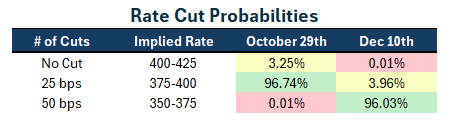 Rate Cut Probabilities
# of Cuts Implied Rate October 29th Dec 10th
No Cut 400-425 3.25% 0.01%
25 bps 375-400 96.74% 3.96%
50 bps 350-375 0.01% 96.03%